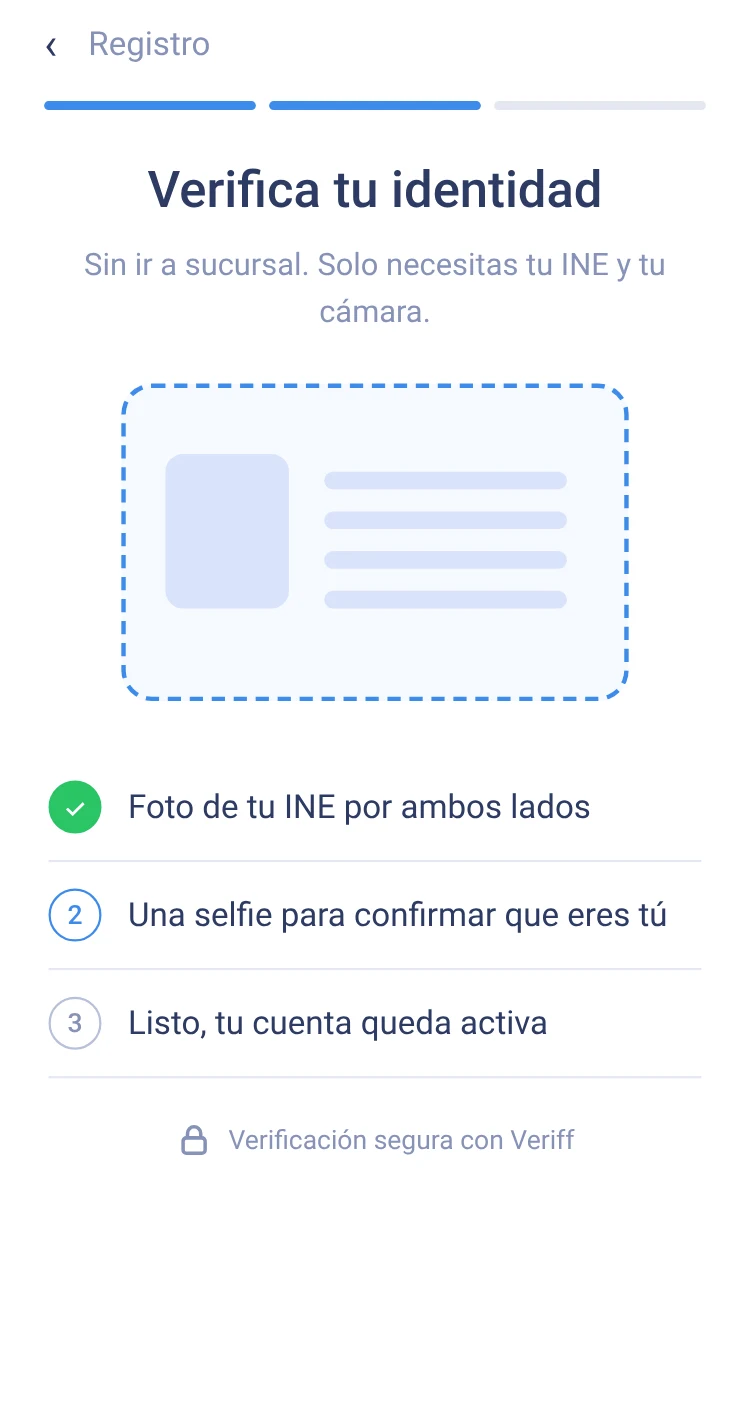 Registro
Verifica tu identidad
Sin ir a sucursal. Solo necesitas tu INE y tu
cámara.
Foto de tu INE por ambos lados
2 Una selfie para confirmar que eres tú
3 Listo, tu cuenta queda activa
Verificación segura con Veriff